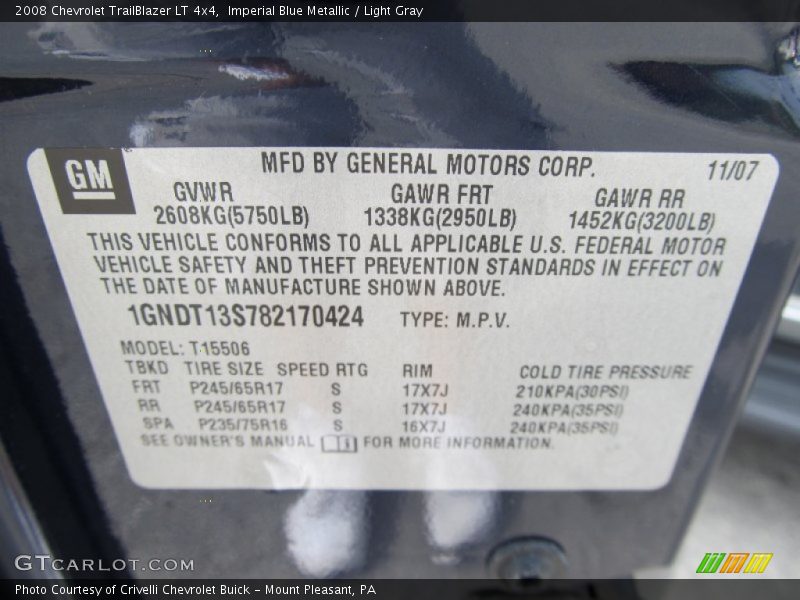 2008 Chevrolet TrailBlazer LT 4x4,  Imperial Blue Metallic / Light Gray
GM
MFD BY GENERAL MOTORS CORP.
11/07
GVWR GAWR FRT GAWR RR
2608KG(5750LB) 1338KG(2950LB) 1452KG(3200LB)
THIS VEHICLE CONFORMS TO ALL APPLICABLE U.S. FEDERAL MOTOR
VEHICLE SAFETY AND THEFT PREVENTION STANDARDS IN EFFECT ON
THE DATE OF MANUFACTURE SHOWN ABOVE.
1GNDT13S782170424 TYPE: M.P.V.
MODEL: T15506
TBKD TIRE SIZE SPEED RTG RIM COLD TIRE PRESSURE
FRT P245/65R17 S 17X7J 210KPA(30PSI)
RR P245/65R17 S 17X7J 240KPA(35PSI)
SPA P235/75R16 S 16X7J 240KPA(35PSI)
SEE OWNER'S MANUAL FOR MORE INFORMATION.
GTCARLOT.COM
Photo Courtesy of Crivelli Chevrolet Buick – Mount Pleasant, PA